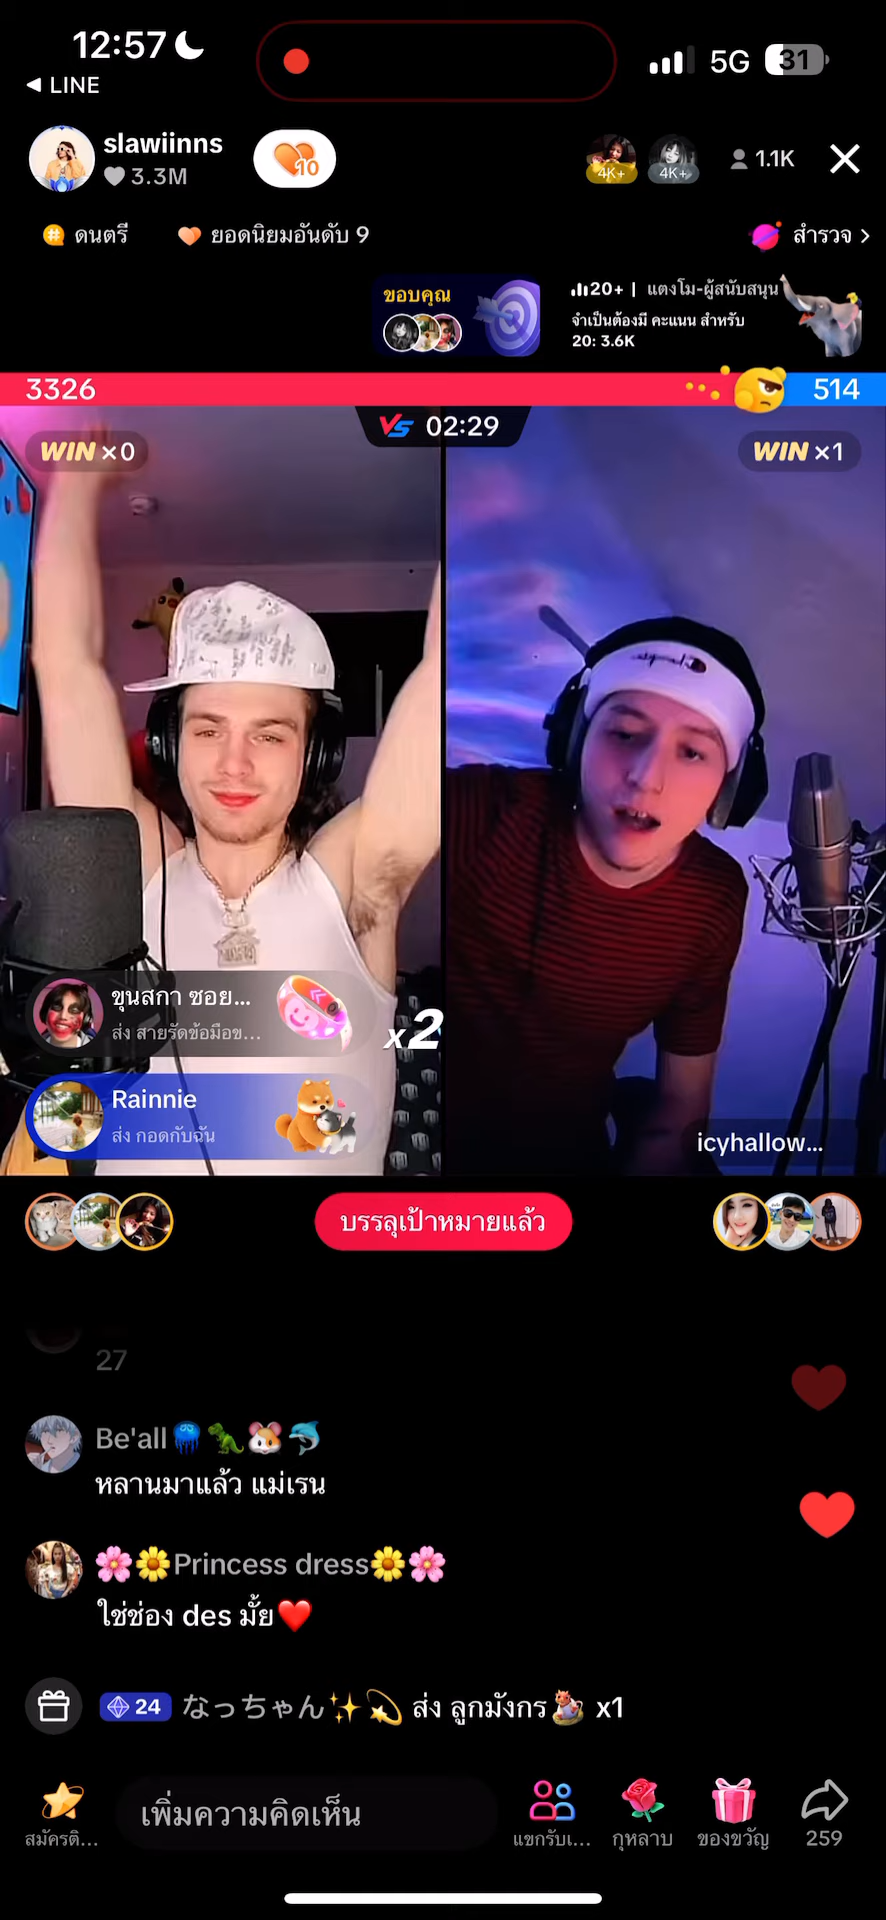 12:57
5G
31
◀ LINE
slawiinns
3.3M
10
4K+
4K+
1.1K
ดนตรี
ยอดนิยมอันดับ 9
สำรวจ >
ขอบคุณ
20+ | แตงโม-ผู้สนับสนุน
จำเป็นต้องมี คะแนน สำหรับ
20: 3.6K
3326
514
VS 02:29
WIN x0
WIN x1
ขุนสกา ซอย...
ส่ง สายรัดข้อมือข...
x2
Rainnie
ส่ง กอดกับฉัน
icyhallow...
บรรลุเป้าหมายแล้ว
27
Be'all
หลานมาแล้ว แม่เรน
Princess dress
ใช่ช่อง des มั้ย
24 なっちゃん ส่ง ลูกมังกร x1
สมัครติ...
เพิ่มความคิดเห็น
แขกรับเ...
กุหลาบ
ของขวัญ
259